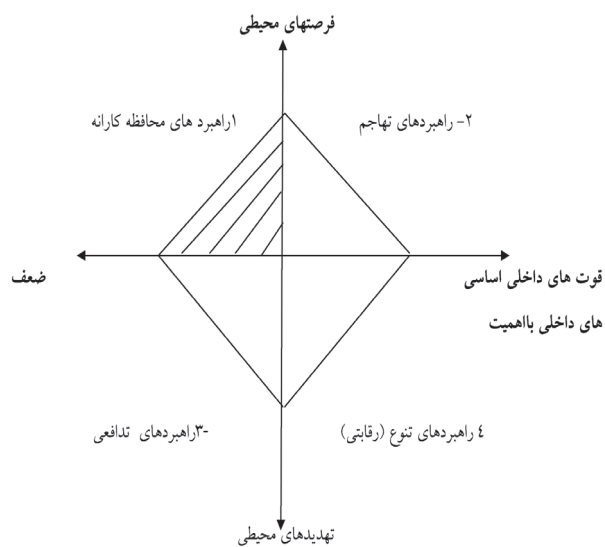 فرصتهای محیطی
۱راهبرد های محافظه کارانه
۲- راهبردهای تهاجم
ضعف
قوت های داخلی اساسی
های داخلی بااهمیت
-۳راهبردهای تدافعی
٤ راهبردهای تنوع (رقابتی)
تهدیدهای محیطی